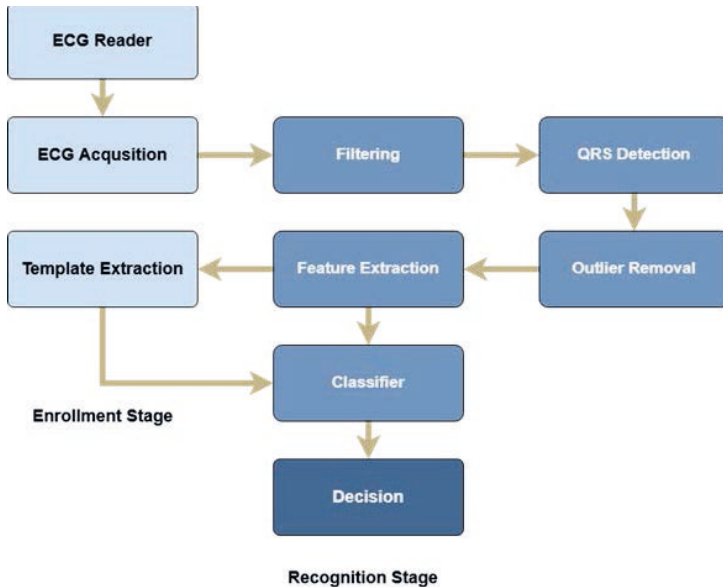 ECG Reader
ECG Acqusition
Filtering
QRS Detection
Template Extraction
Feature Extraction
Outlier Removal
Classifier
Enrollment Stage
Decision
Recognition Stage